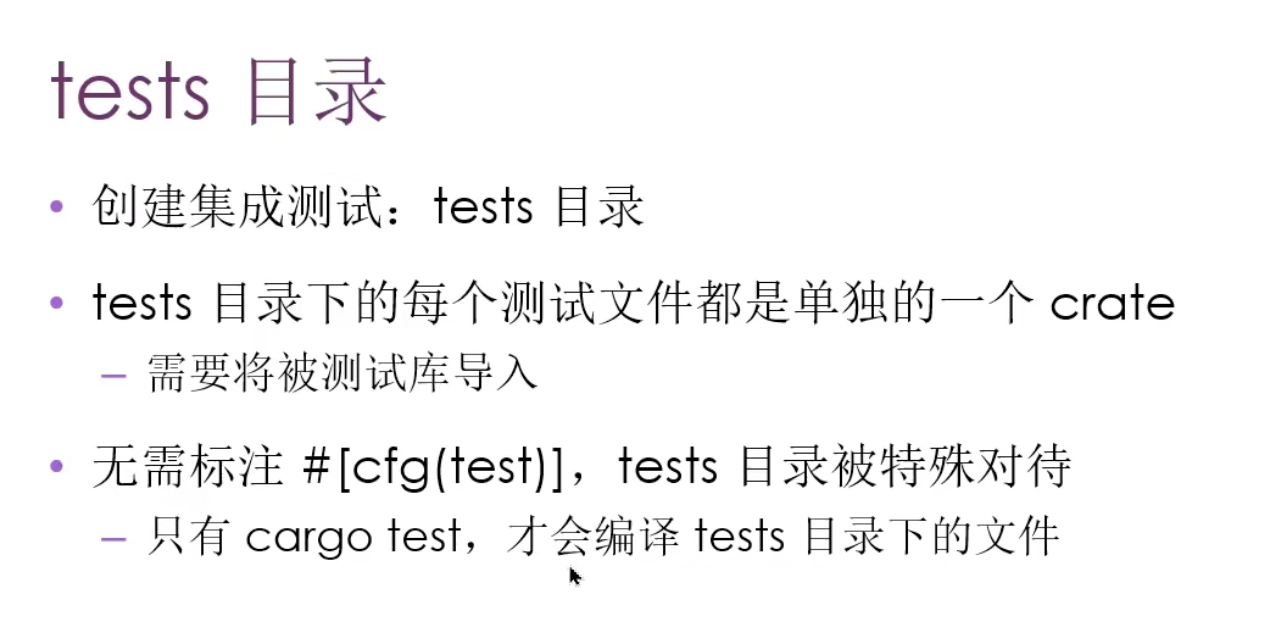 tests 目录
• 创建集成测试：tests 目录
• tests 目录下的每个测试文件都是单独的一个 crate
– 需要将被测试库导入
• 无需标注 #[cfg(test)]，tests 目录被特殊对待
– 只有 cargo test，才会编译 tests 目录下的文件